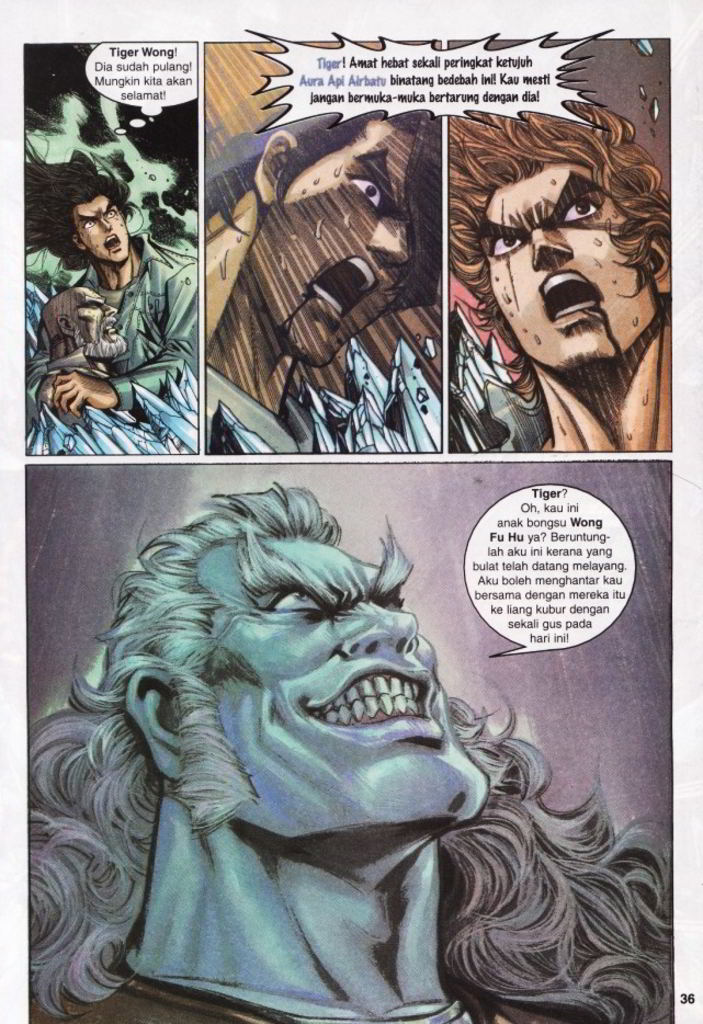 Tiger Wong!
Dia sudah pulang!
Mungkin kita akan
selamat!
Tiger! Amat hebat sekali peringkat ketujuh
Aura Api Airbatu binatang bedebah ini! Kau mesti
jangan bermuka-muka bertarung dengan dia!
Tiger?
Oh, kau ini
anak bongsu Wong
Fu Hu ya? Beruntung-
lah aku ini kerana yang
bulat telah datang melayang.
Aku boleh menghantar kau
bersama dengan mereka itu
ke liang kubur dengan
sekali gus pada
hari ini!
36